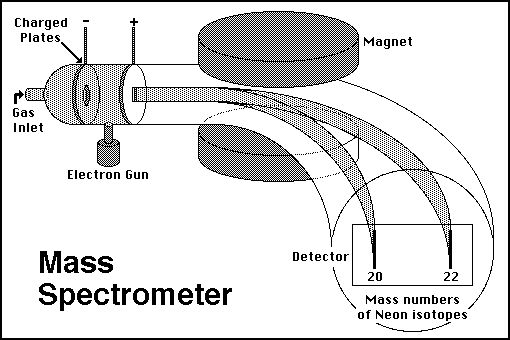 Charged
Plates
-
+
Magnet
Gas
Inlet
Electron Gun
Detector
20
22
Mass numbers
of Neon isotopes
Mass
Spectrometer